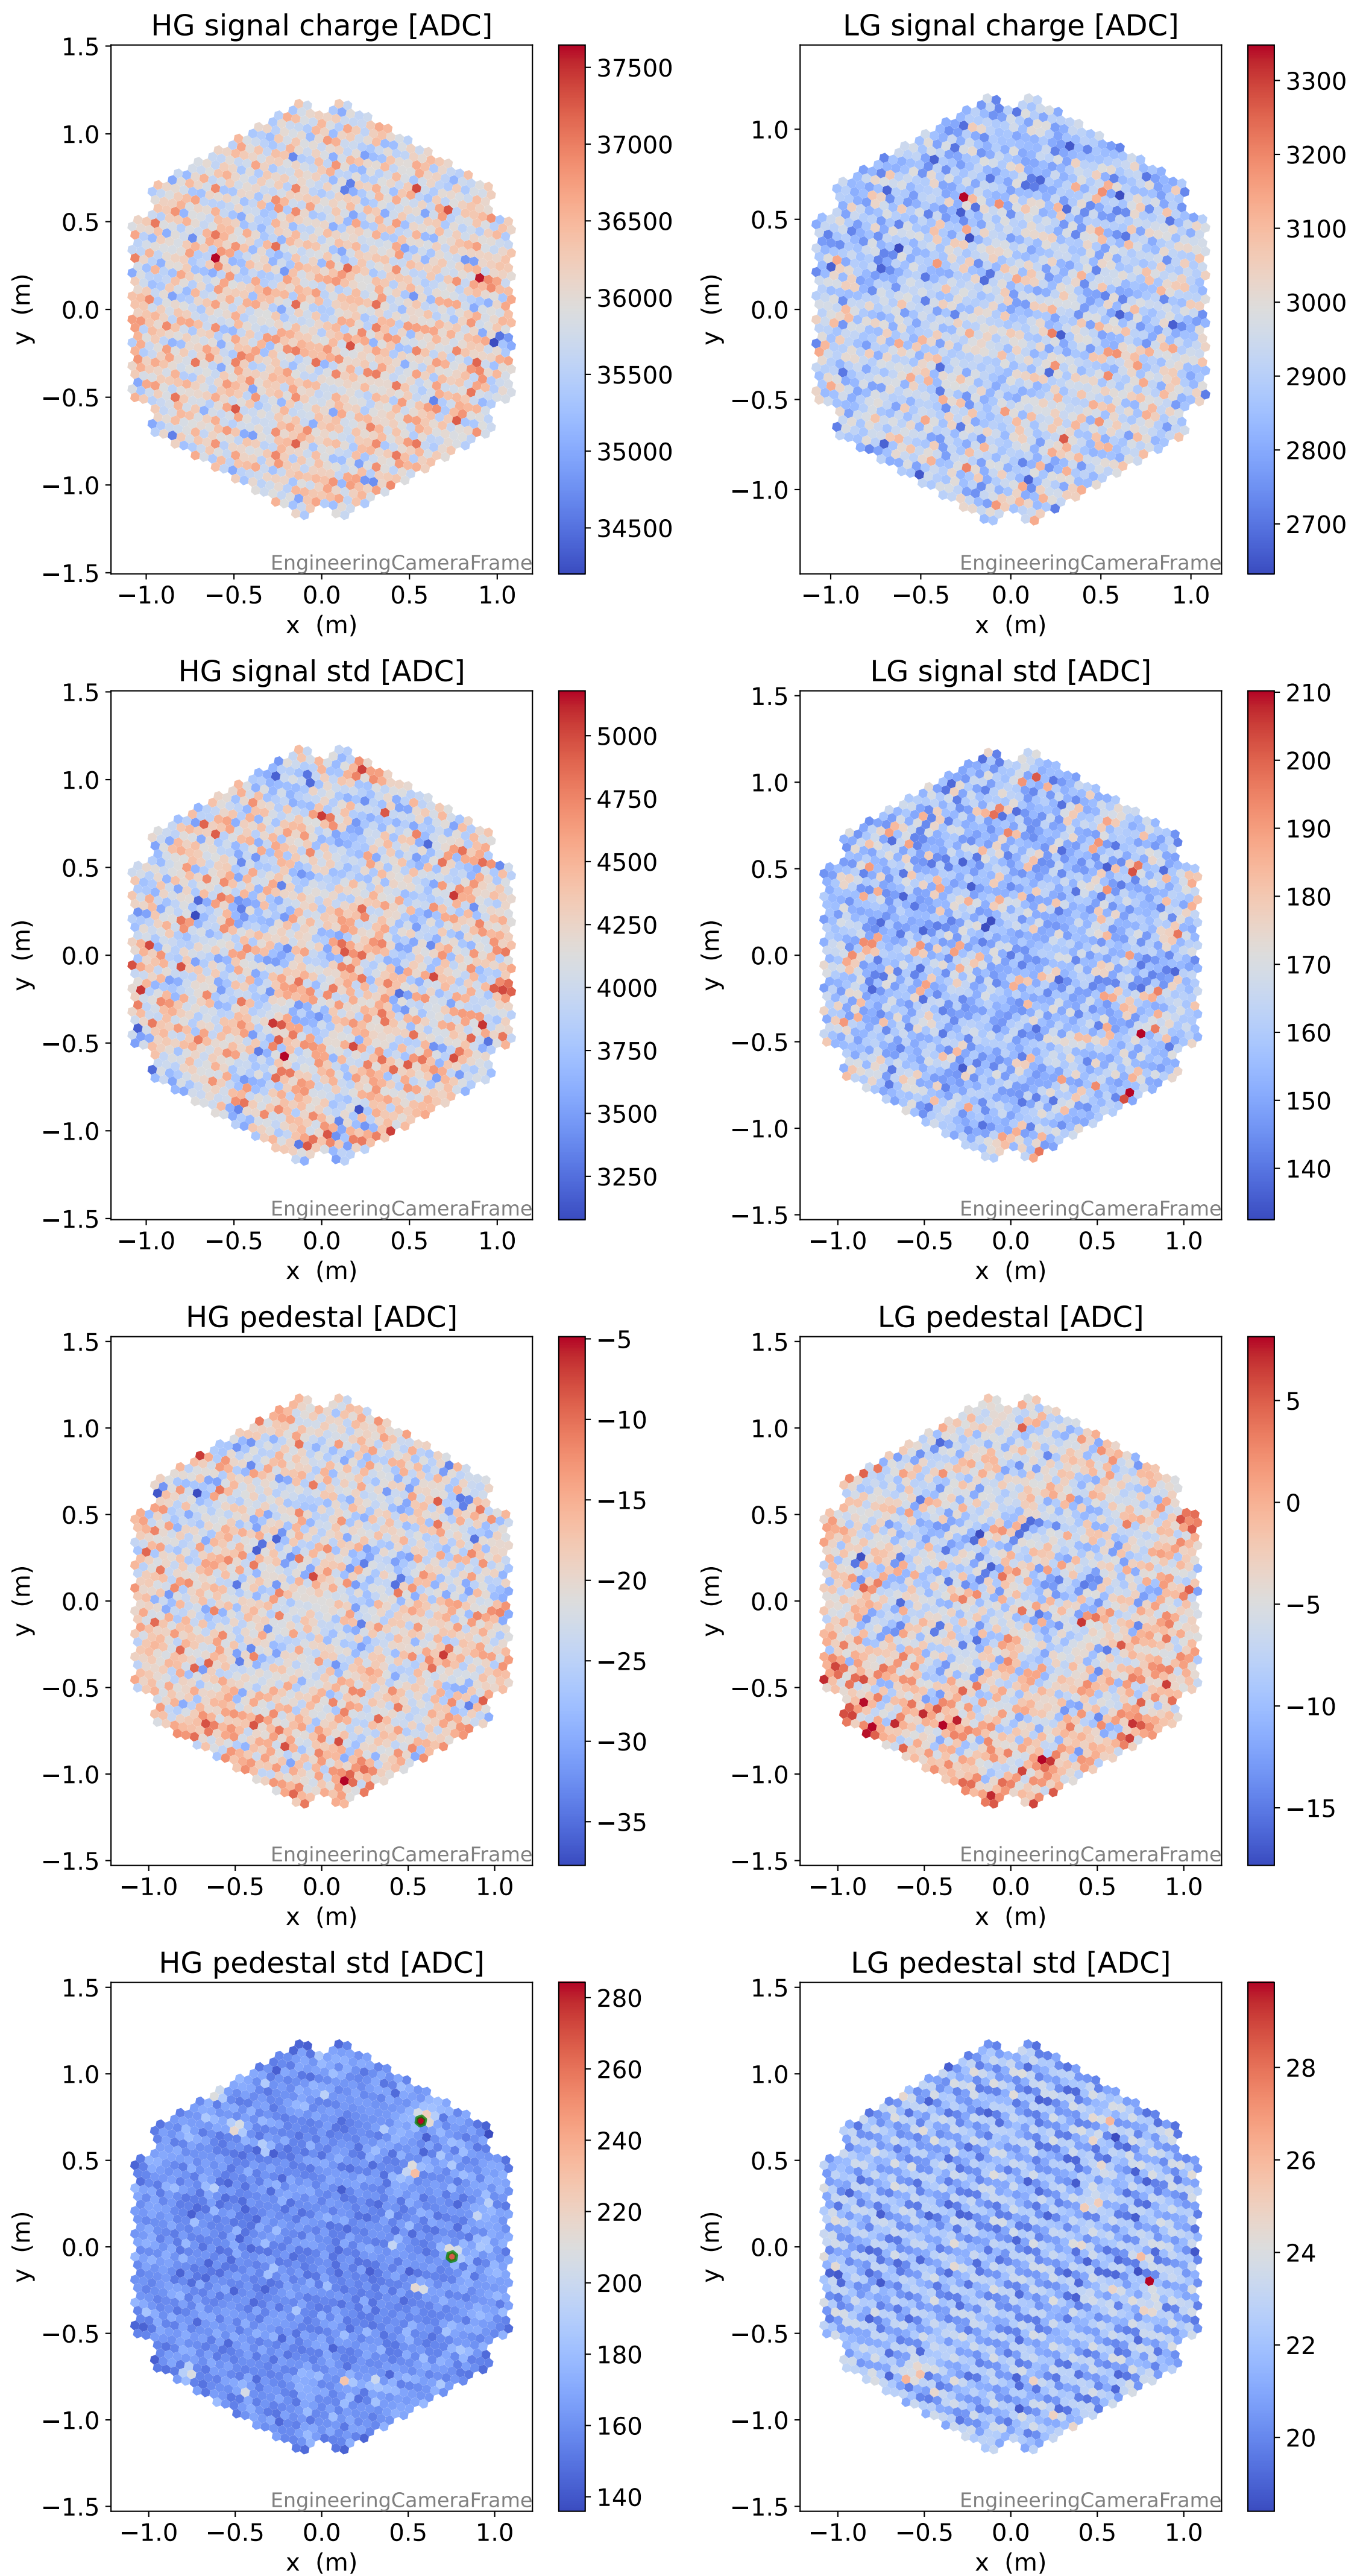 HG signal charge [ADC]
1.5
1.0
0.5
0.0
−0.5
−1.0
−1.5
y (m)
−1.0 −0.5 0.0 0.5 1.0
x (m)
EngineeringCameraFrame
37500
37000
36500
36000
35500
35000
34500
LG signal charge [ADC]
1.0
0.5
0.0
−0.5
−1.0
y (m)
−1.0 −0.5 0.0 0.5 1.0
x (m)
EngineeringCameraFrame
3300
3200
3100
3000
2900
2800
2700
HG signal std [ADC]
1.5
1.0
0.5
0.0
−0.5
−1.0
−1.5
y (m)
−1.0 −0.5 0.0 0.5 1.0
x (m)
EngineeringCameraFrame
5000
4750
4500
4250
4000
3750
3500
3250
LG signal std [ADC]
1.5
1.0
0.5
0.0
−0.5
−1.0
−1.5
y (m)
−1.0 −0.5 0.0 0.5 1.0
x (m)
EngineeringCameraFrame
210
200
190
180
170
160
150
140
HG pedestal [ADC]
1.5
1.0
0.5
0.0
−0.5
−1.0
−1.5
y (m)
−1.0 −0.5 0.0 0.5 1.0
x (m)
EngineeringCameraFrame
−5
−10
−15
−20
−25
−30
−35
LG pedestal [ADC]
1.5
1.0
0.5
0.0
−0.5
−1.0
−1.5
y (m)
−1.0 −0.5 0.0 0.5 1.0
x (m)
EngineeringCameraFrame
5
0
−5
−10
−15
HG pedestal std [ADC]
1.5
1.0
0.5
0.0
−0.5
−1.0
−1.5
y (m)
−1.0 −0.5 0.0 0.5 1.0
x (m)
EngineeringCameraFrame
280
260
240
220
200
180
160
140
LG pedestal std [ADC]
1.5
1.0
0.5
0.0
−0.5
−1.0
−1.5
y (m)
−1.0 −0.5 0.0 0.5 1.0
x (m)
EngineeringCameraFrame
28
26
24
22
20